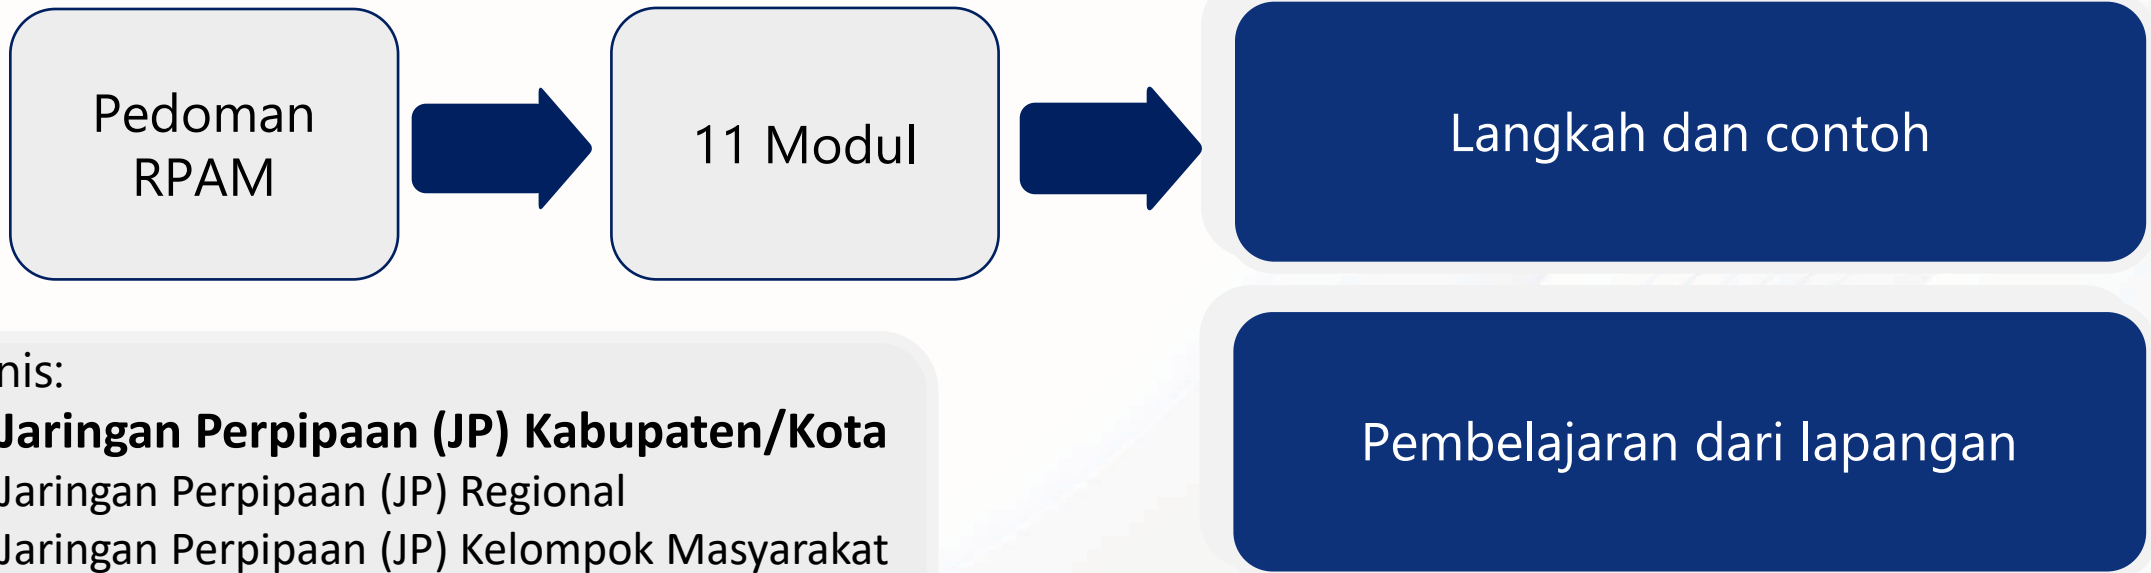 Pedoman
RPAM
11 Modul
Langkah dan contoh
Pembelajaran dari lapangan
nis:
Jaringan Perpipaan (JP) Kabupaten/Kota
Jaringan Perpipaan (JP) Regional
Jaringan Perpipaan (JP) Kelompok Masyarakat